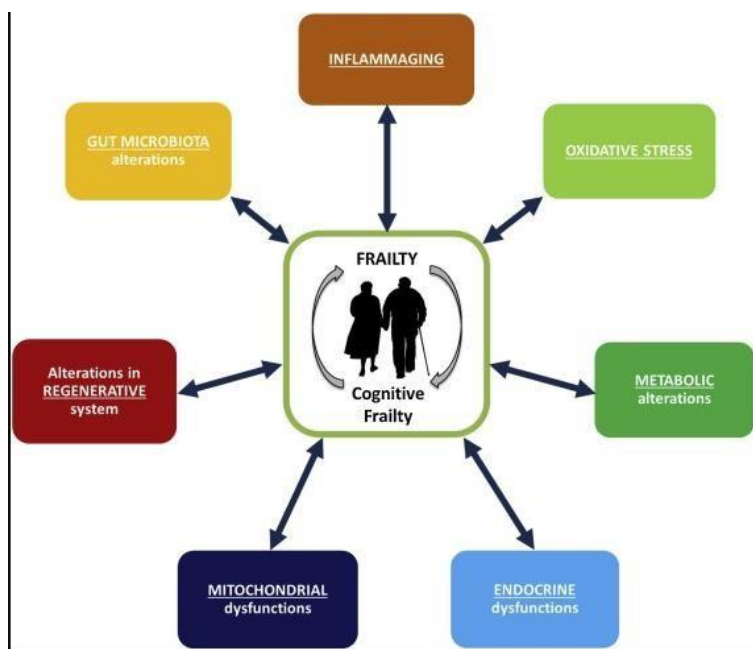 INFLAMMAGING
GUT MICROBIOTA
alterations
OXIDATIVE STRESS
FRAILTY
Cognitive
Frailty
Alterations in
REGENERATIVE
system
METABOLIC
alterations
MITOCHONDRIAL
dysfunctions
ENDOCRINE
dysfunctions